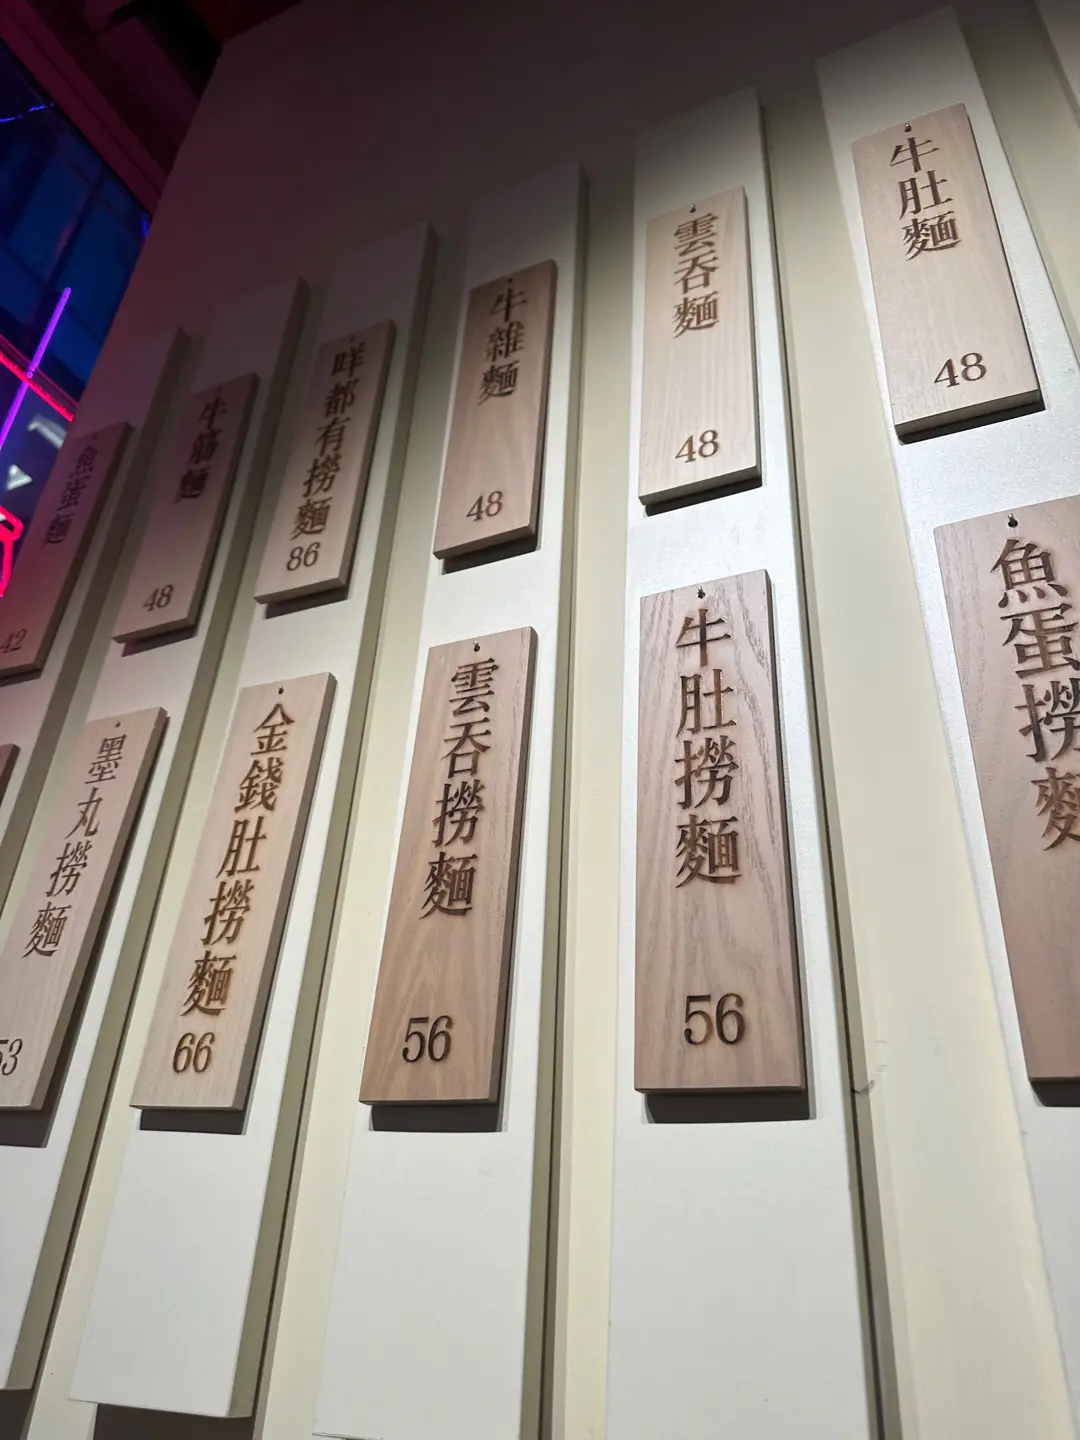 魚蛋麵
42
牛筋麵
48
咩都有撈麵
86
牛雜麵
48
雲吞麵
48
牛肚麵
48
墨丸撈麵
53
金錢肚撈麵
66
雲吞撈麵
56
牛肚撈麵
56
魚蛋撈麵